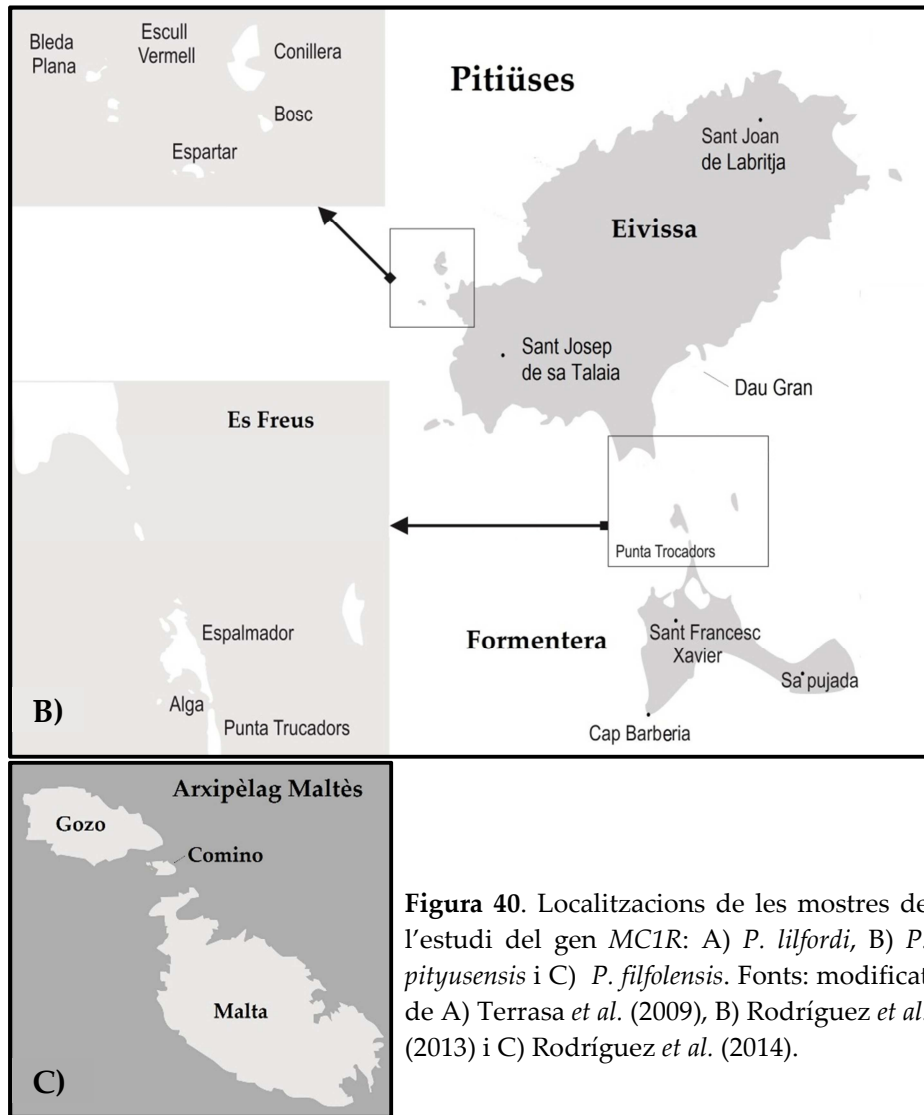 Bleda
Plana
Escull
Vermell
Conillera
Bosc
Espartar
Pitiüses
Sant Joan
de Labritja
Eivissa
Sant Josep
de sa Talaia
Dau Gran
Es Freus
Punta Trocadors
Espalmador
Alga
Punta Trucadors
Formentera
Sant Francesc
Xavier
Sa pujada
Cap Barberia
B)
Arxipèlag Maltès
Gozo
Comino
Malta
C)
Figura 40. Localitzacions de les mostres de
l'estudi del gen MC1R: A) P. lilfordi, B) P.
pityusensis i C) P. filfolensis. Fonts: modificat
de A) Terrasa et al. (2009), B) Rodríguez et al.
(2013) i C) Rodríguez et al. (2014).